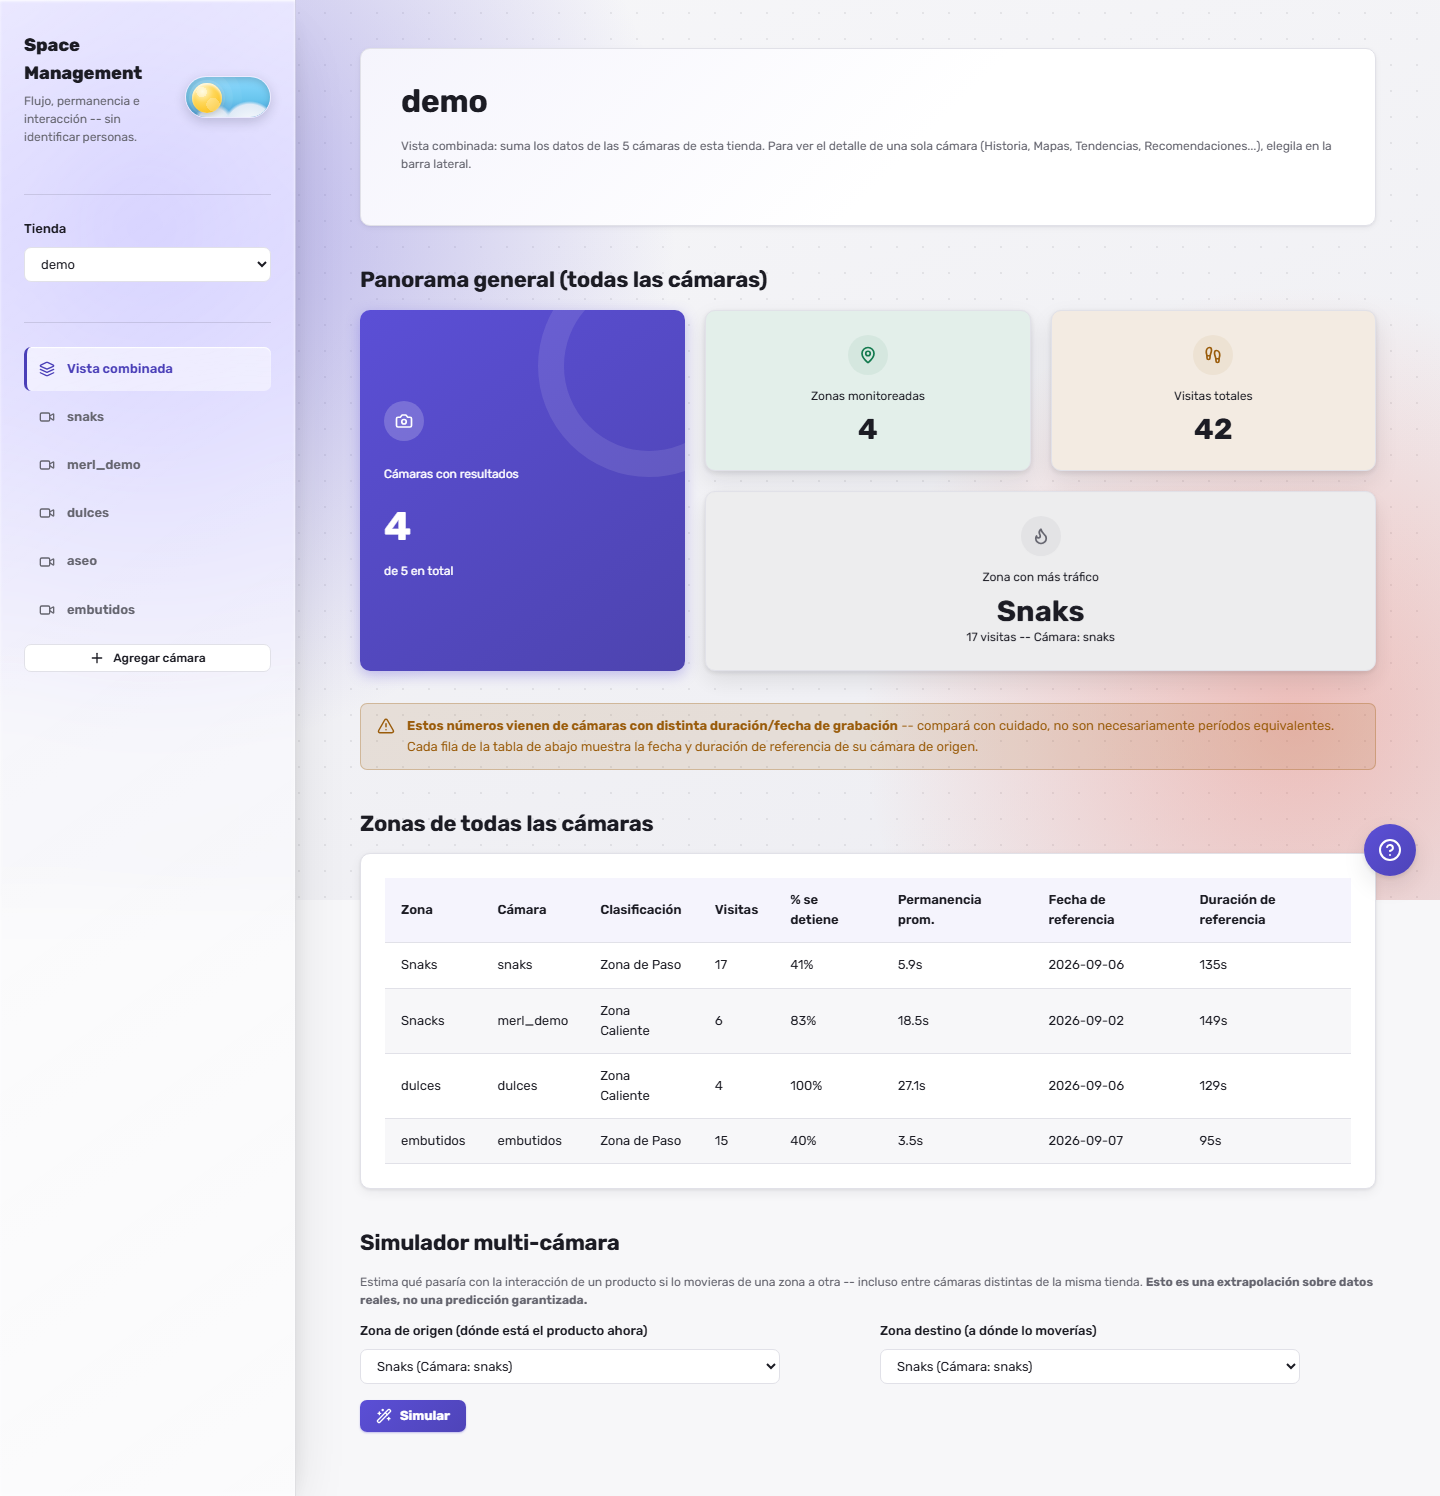 Space
Management
Flujo, permanencia e
interacción -- sin
identificar personas.
Tienda
demo
Vista combinada
snaks
merl_demo
dulces
aseo
embutidos
Agregar cámara
demo
Vista combinada: suma los datos de las 5 cámaras de esta tienda. Para ver el detalle de una sola cámara (Historia, Mapas, Tendencias, Recomendaciones...), elegila en la
barra lateral.
Panorama general (todas las cámaras)
Cámaras con resultados
4
de 5 en total
Zonas monitoreadas
4
Visitas totales
42
Zona con más tráfico
Snaks
17 visitas -- Cámara: snaks
Estos números vienen de cámaras con distinta duración/fecha de grabación -- compará con cuidado, no son necesariamente períodos equivalentes.
Cada fila de la tabla de abajo muestra la fecha y duración de referencia de su cámara de origen.
Zonas de todas las cámaras
Zona Cámara Clasificación Visitas % se detiene Permanencia prom. Fecha de referencia Duración de referencia
Snaks snaks Zona de Paso 17 41% 5.9s 2026-09-06 135s
Snacks merl_demo Zona Caliente 6 83% 18.5s 2026-09-02 149s
dulces dulces Zona Caliente 4 100% 27.1s 2026-09-06 129s
embutidos embutidos Zona de Paso 15 40% 3.5s 2026-09-07 95s
Simulador multi-cámara
Estima qué pasaría con la interacción de un producto si lo movieras de una zona a otra -- incluso entre cámaras distintas de la misma tienda. Esto es una extrapolación sobre datos
reales, no una predicción garantizada.
Zona de origen (dónde está el producto ahora)
Snaks (Cámara: snaks)
Zona destino (a dónde lo moverías)
Snaks (Cámara: snaks)
Simular